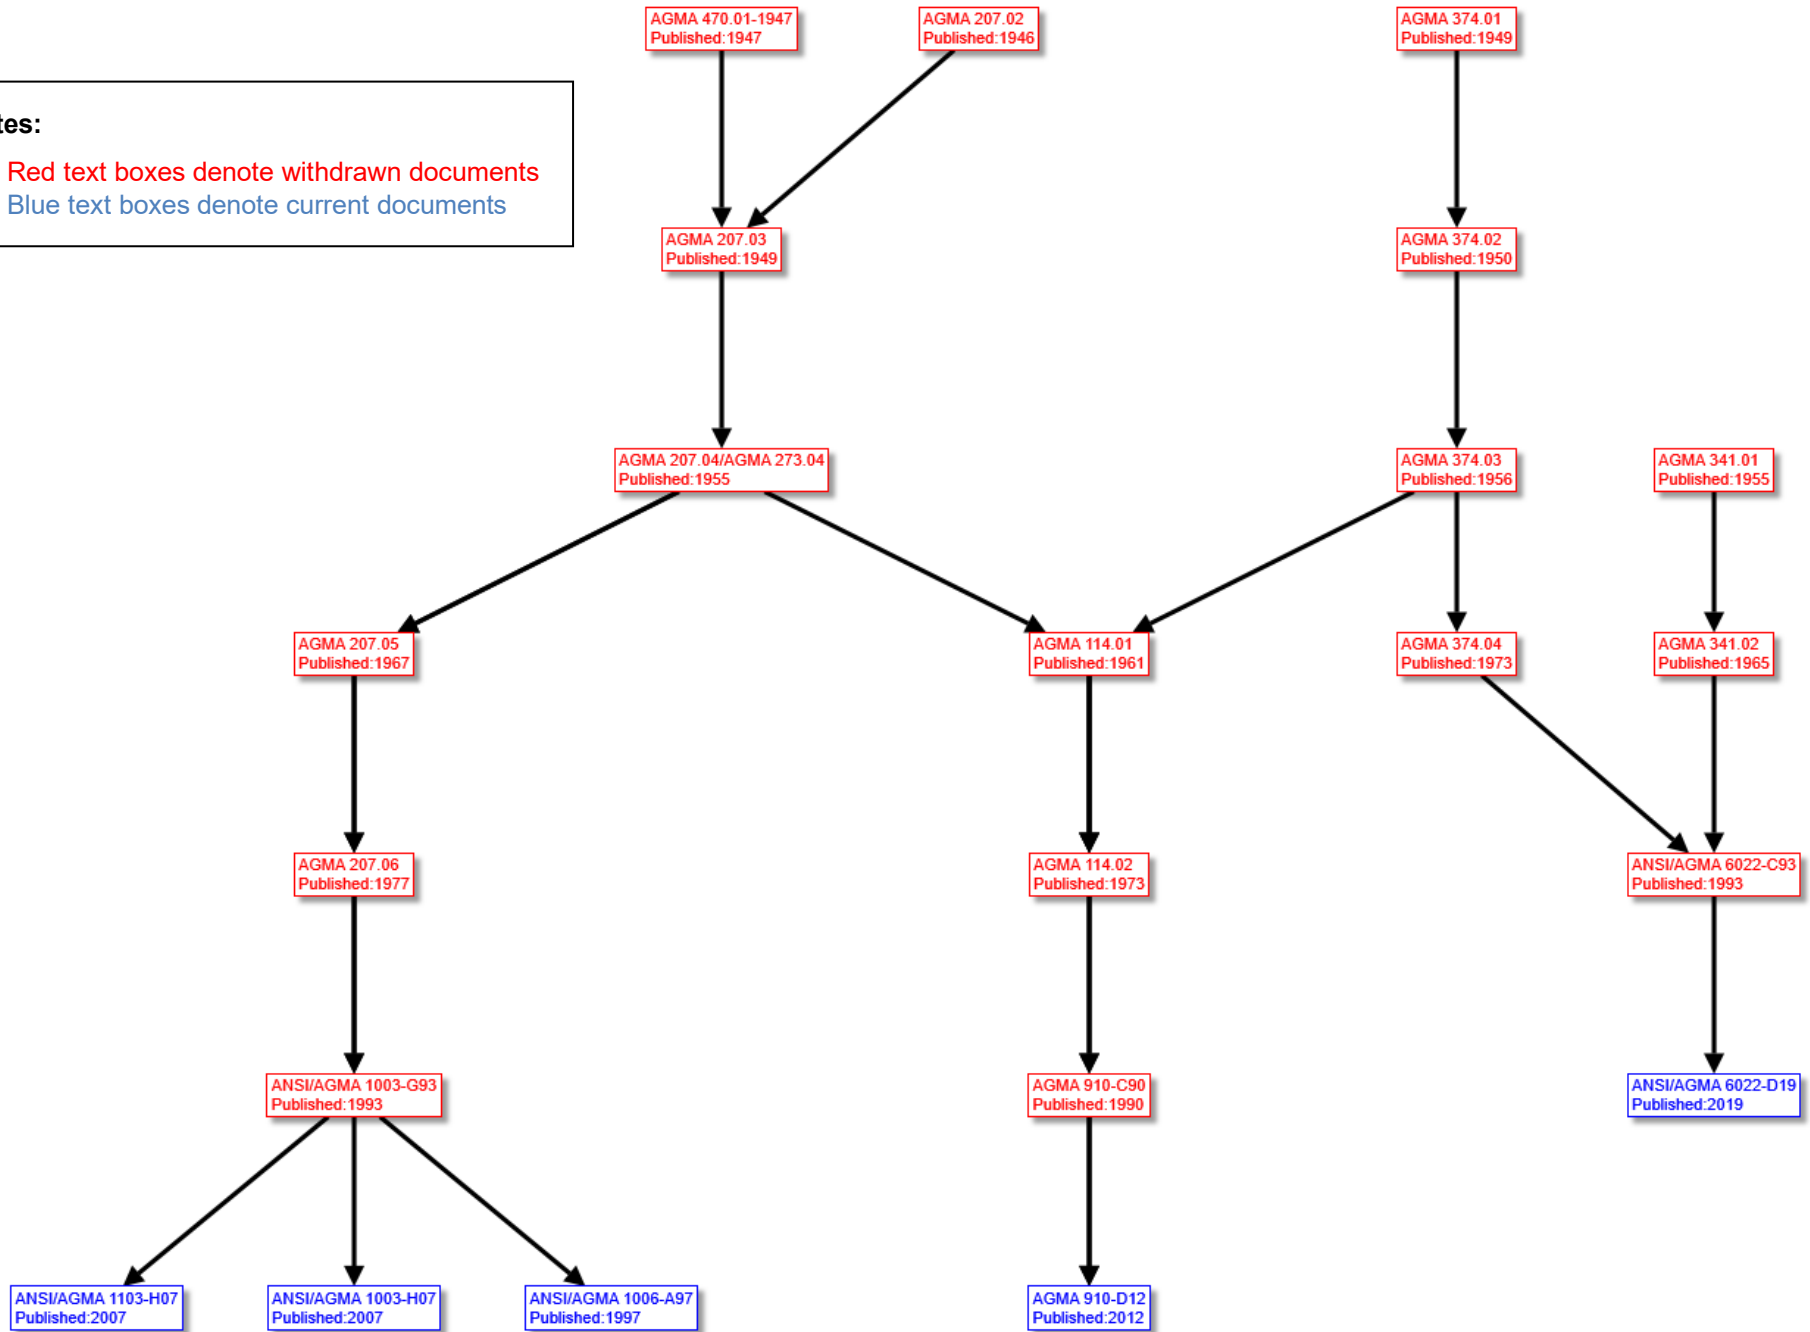 AGMA 470.01-1947
Published:1947
AGMA 207.02
Published:1946
AGMA 374.01
Published:1949
tes:
Red text boxes denote withdrawn documents
Blue text boxes denote current documents
AGMA 207.03
Published:1949
AGMA 374.02
Published:1950
AGMA 207.04/AGMA 273.04
Published:1955
AGMA 374.03
Published:1956
AGMA 341.01
Published:1955
AGMA 207.05
Published:1967
AGMA 114.01
Published:1961
AGMA 374.04
Published:1973
AGMA 341.02
Published:1965
AGMA 207.06
Published:1977
AGMA 114.02
Published:1973
ANSI/AGMA 6022-C93
Published:1993
ANSI/AGMA 1003-G93
Published:1993
AGMA 910-C90
Published:1990
ANSI/AGMA 6022-D19
Published:2019
ANSI/AGMA 1103-H07
Published:2007
ANSI/AGMA 1003-H07
Published:2007
ANSI/AGMA 1006-A97
Published:1997
AGMA 910-D12
Published:2012